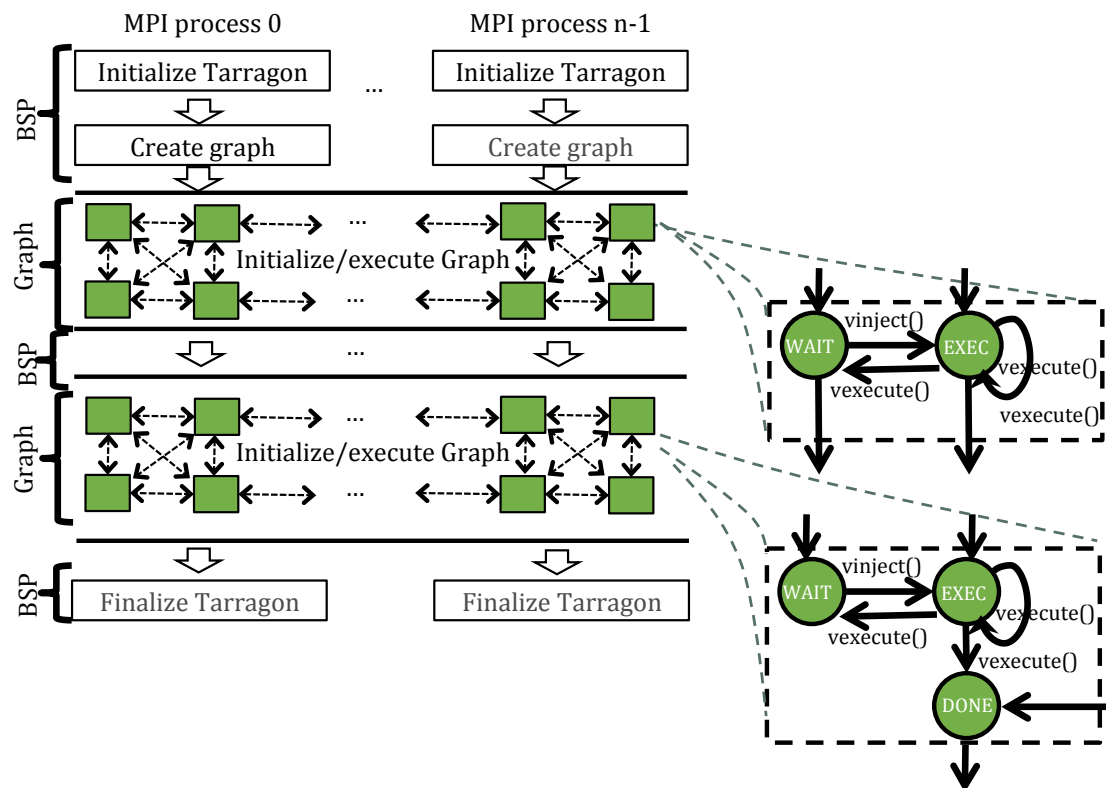 MPI process 0
MPI process n-1
BSP
Initialize Tarragon
...
Initialize Tarragon
Create graph
Create graph
Graph
...
Initialize/execute Graph
...
BSP
...
Graph
...
Initialize/execute Graph
...
BSP
Finalize Tarragon
Finalize Tarragon
WAIT
vinject()
EXEC
vexecute()
vexecute()
vexecute()
WAIT
vinject()
EXEC
vexecute()
vexecute()
vexecute()
DONE